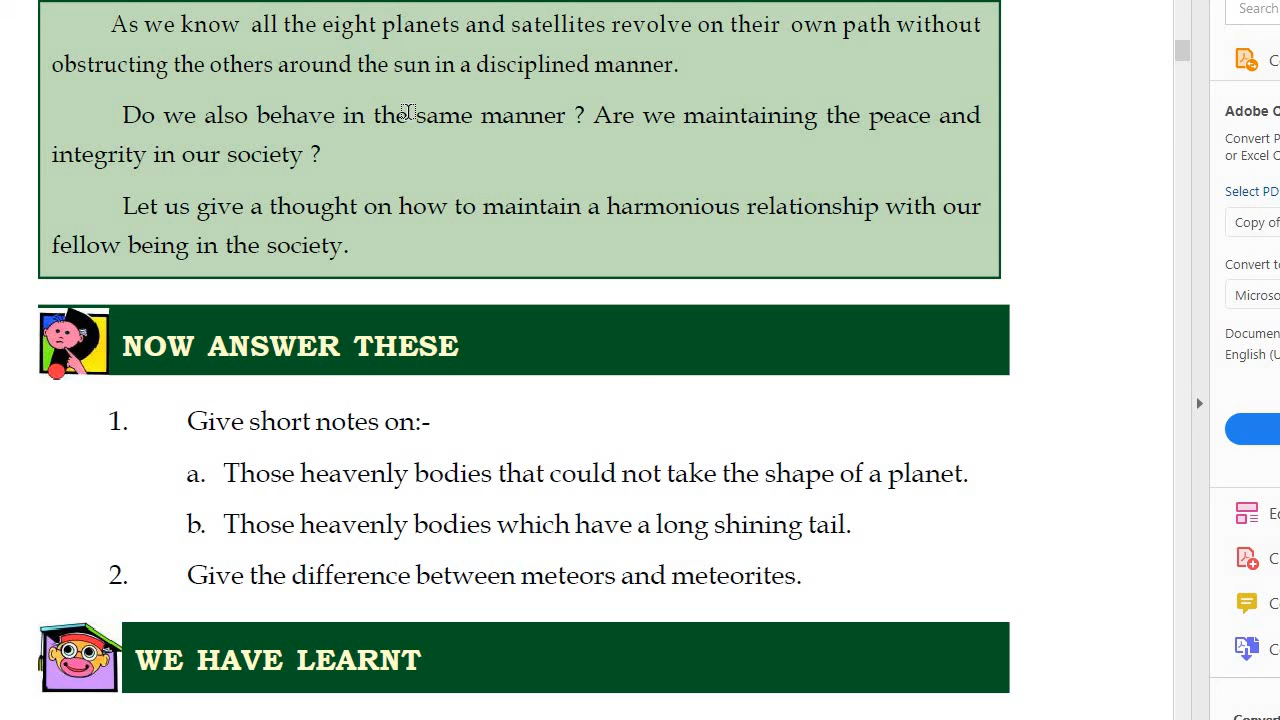 As we know all the eight planets and satellites revolve on their own path without
obstructing the others around the sun in a disciplined manner.
Do we also behave in the same manner ? Are we maintaining the peace and
integrity in our society ?
Let us give a thought on how to maintain a harmonious relationship with our
fellow being in the society.
NOW ANSWER THESE
1. Give short notes on:-
a. Those heavenly bodies that could not take the shape of a planet.
b. Those heavenly bodies which have a long shining tail.
2. Give the difference between meteors and meteorites.
WE HAVE LEARNT
Search
Adobe
Convert
or Excel
Select
Copy of
Convert
English